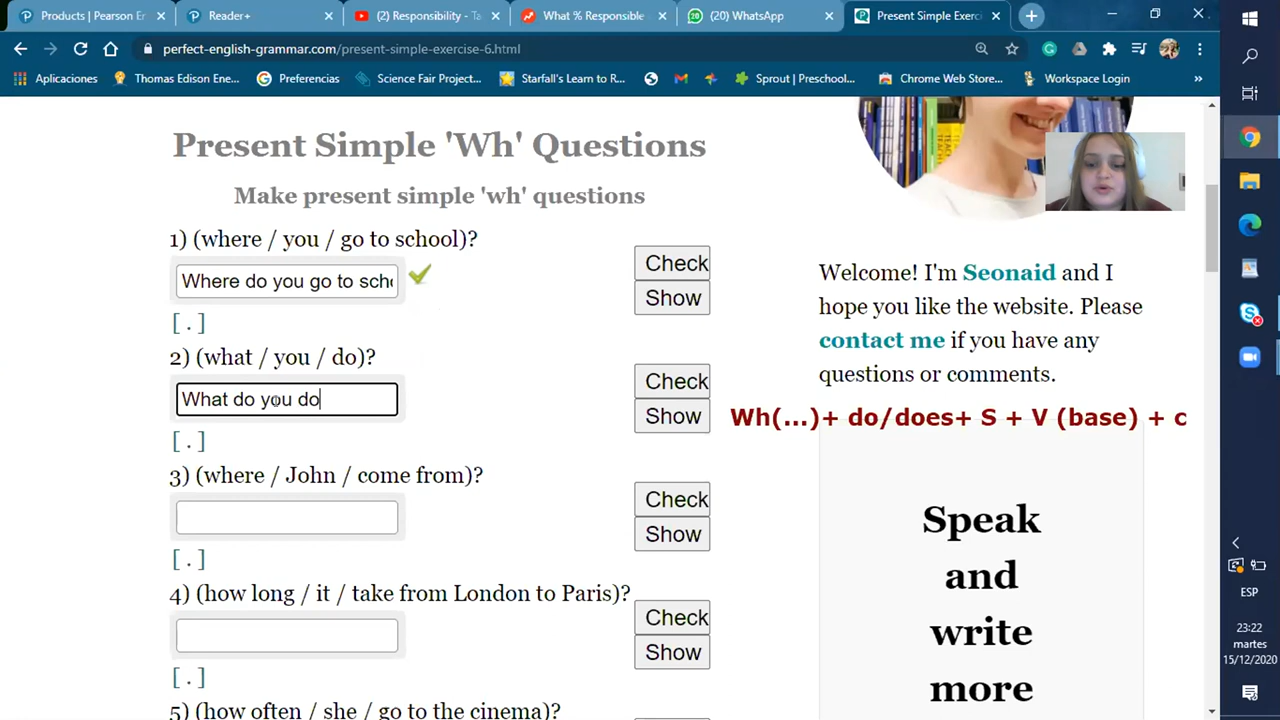 Products | Pearson En
Reader+
(2) Responsibility - Ta
What % Responsible
(20) WhatsApp
Present Simple Exerci
perfect-english-grammar.com/present-simple-exercise-6.html
Aplicaciones
Thomas Edison Ene...
Preferencias
Science Fair Project...
Starfall's Learn to R...
Sprout | Preschool...
Chrome Web Store...
Workspace Login
»
Present Simple 'Wh' Questions
Make present simple 'wh' questions
1) (where / you / go to school)?
Where do you go to scho
Check
Show
[ . ]
2) (what / you / do)?
What do you do
Check
Show
[ . ]
3) (where / John / come from)?
Check
Show
[ . ]
4) (how long / it / take from London to Paris)?
Check
Show
[ . ]
5) (how often / she / go to the cinema)?
Welcome! I'm Seonaid and I
hope you like the website. Please
contact me if you have any
questions or comments.
Wh(...)+ do/does+ S + V (base) + c
Speak
and
write
more
ESP
23:22
martes
15/12/2020